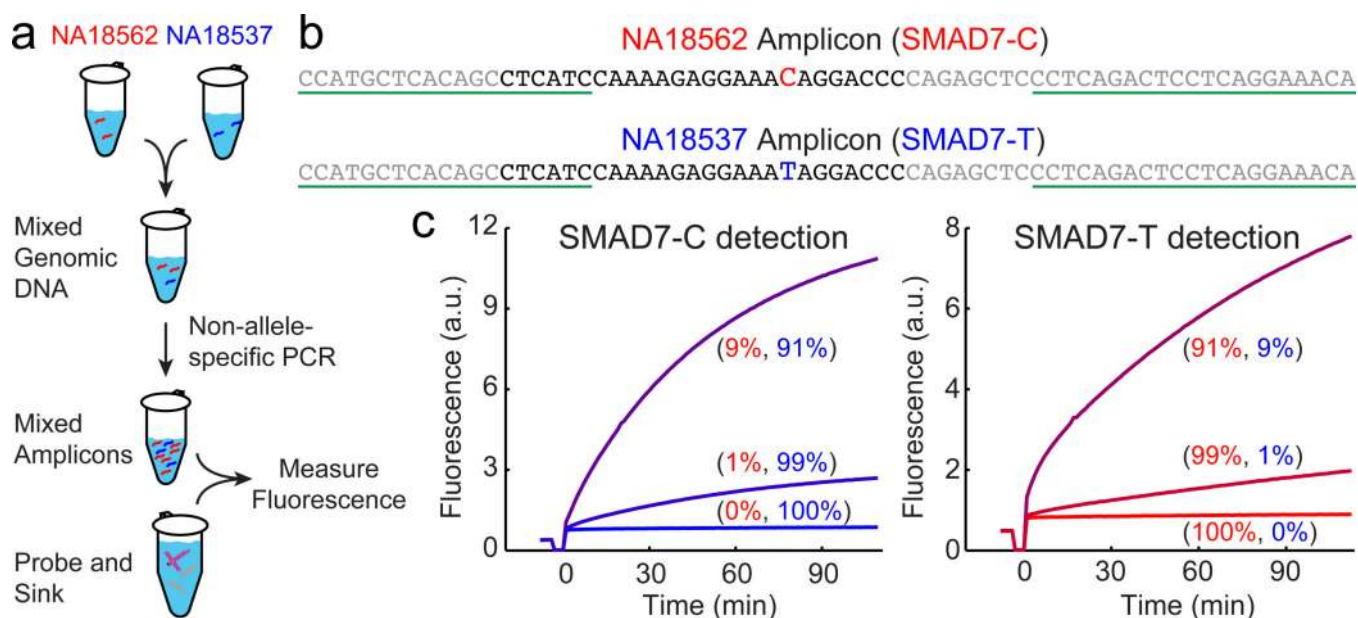 a
NA18562 NA18537
Mixed
Genomic
DNA
Non-allele-
specific PCR
Mixed
Amplicons
Measure
Fluorescence
Probe and
Sink
b
NA18562 Amplicon (SMAD7-C)
CCATGCTCACAGCCTCATCCAAAAGAGGAAACAGGACCCCAGAGCTCCCTCAGACTCCTCAGGAAACA
NA18537 Amplicon (SMAD7-T)
CCATGCTCACAGCCTCATCCAAAAGAGGAAATAGGACCCCAGAGCTCCCTCAGACTCCTCAGGAAACA
c
SMAD7-C detection
Fluorescence (a.u.)
12
9
6
3
0
(9%, 91%)
(1%, 99%)
(0%, 100%)
0 30 60 90
Time (min)
SMAD7-T detection
Fluorescence (a.u.)
8
6
4
2
0
(91%, 9%)
(99%, 1%)
(100%, 0%)
0 30 60 90
Time (min)